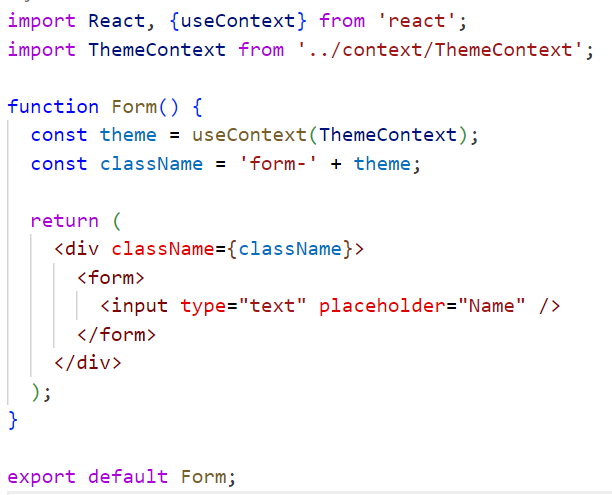 import React, {useContext} from 'react';
import ThemeContext from '../context/ThemeContext';
function Form() {
const theme = useContext(ThemeContext);
const className = 'form-' + theme;
return (
<div className={className}>
<form>
<input type="text" placeholder="Name" />
</form>
</div>
);
}
export default Form;